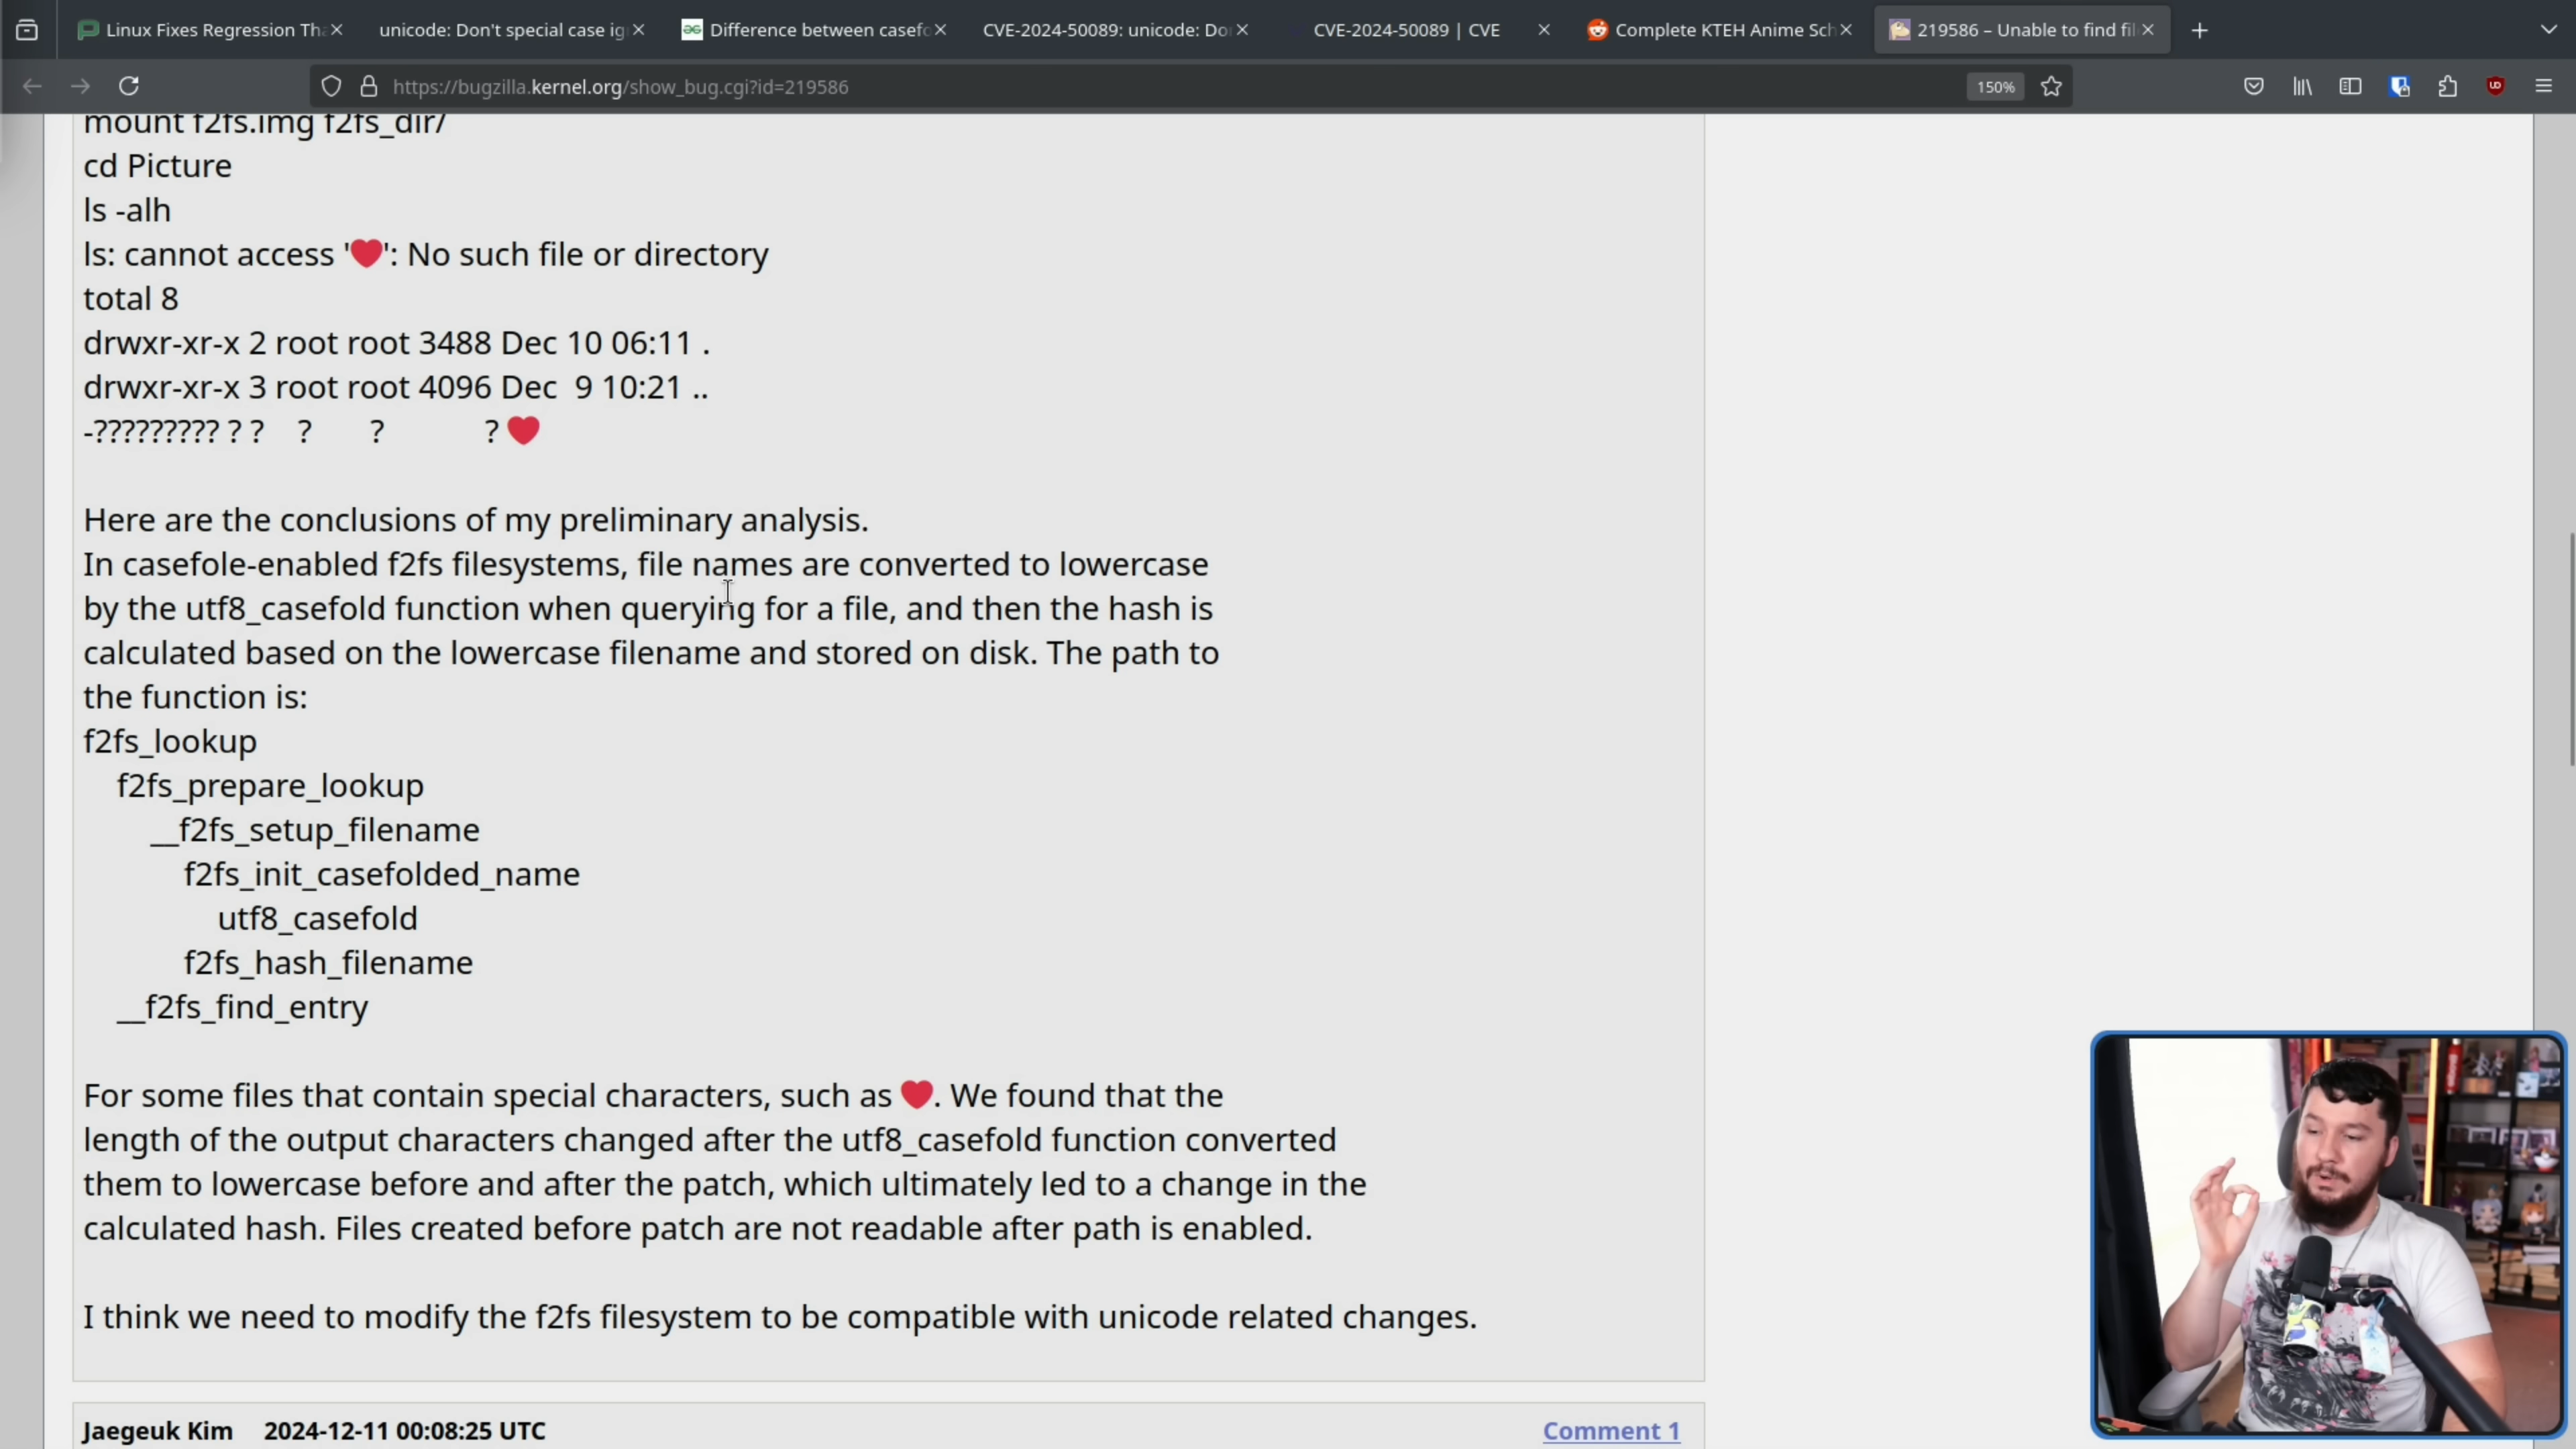 Linux Fixes Regression Tha
unicode: Don't special case ig
Difference between casefo
CVE-2024-50089: unicode: Do
CVE-2024-50089 | CVE
Complete KTEH Anime Sch
219586 – Unable to find fil
https://bugzilla.kernel.org/show_bug.cgi?id=219586
150%
mount f2fs.img f2fs_dir/
cd Picture
ls -alh
ls: cannot access '❤️': No such file or directory
total 8
drwxr-xr-x 2 root root 3488 Dec 10 06:11 .
drwxr-xr-x 3 root root 4096 Dec  9 10:21 ..
-????????? ? ?    ?       ?            ? ❤️
Here are the conclusions of my preliminary analysis.
In casefole-enabled f2fs filesystems, file names are converted to lowercase
by the utf8_casefold function when querying for a file, and then the hash is
calculated based on the lowercase filename and stored on disk. The path to
the function is:
f2fs_lookup
f2fs_prepare_lookup
__f2fs_setup_filename
f2fs_init_casefolded_name
utf8_casefold
f2fs_hash_filename
__f2fs_find_entry
For some files that contain special characters, such as ❤️. We found that the
length of the output characters changed after the utf8_casefold function converted
them to lowercase before and after the patch, which ultimately led to a change in the
calculated hash. Files created before patch are not readable after path is enabled.
I think we need to modify the f2fs filesystem to be compatible with unicode related changes.
Jaegeuk Kim 2024-12-11 00:08:25 UTC
Comment 1